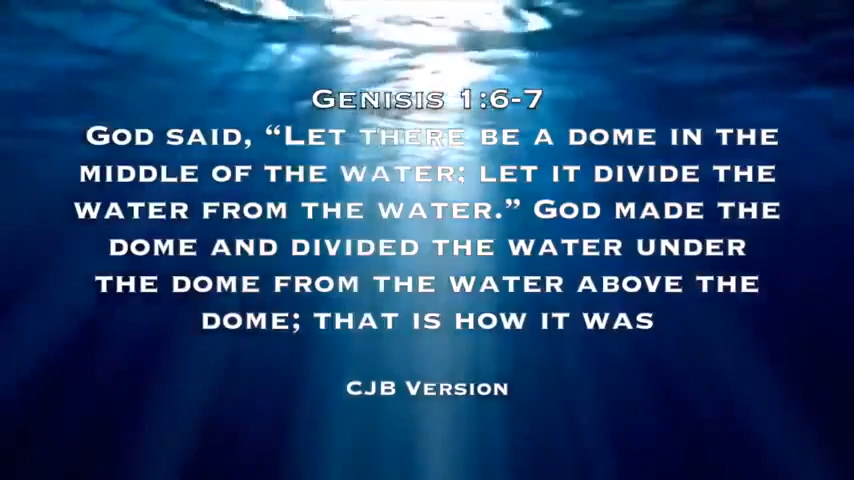 Genisis 1:6-7
God said, “Let there be a dome in the
middle of the water; let it divide the
water from the water.” God made the
dome and divided the water under
the dome from the water above the
dome; that is how it was
CJB Version